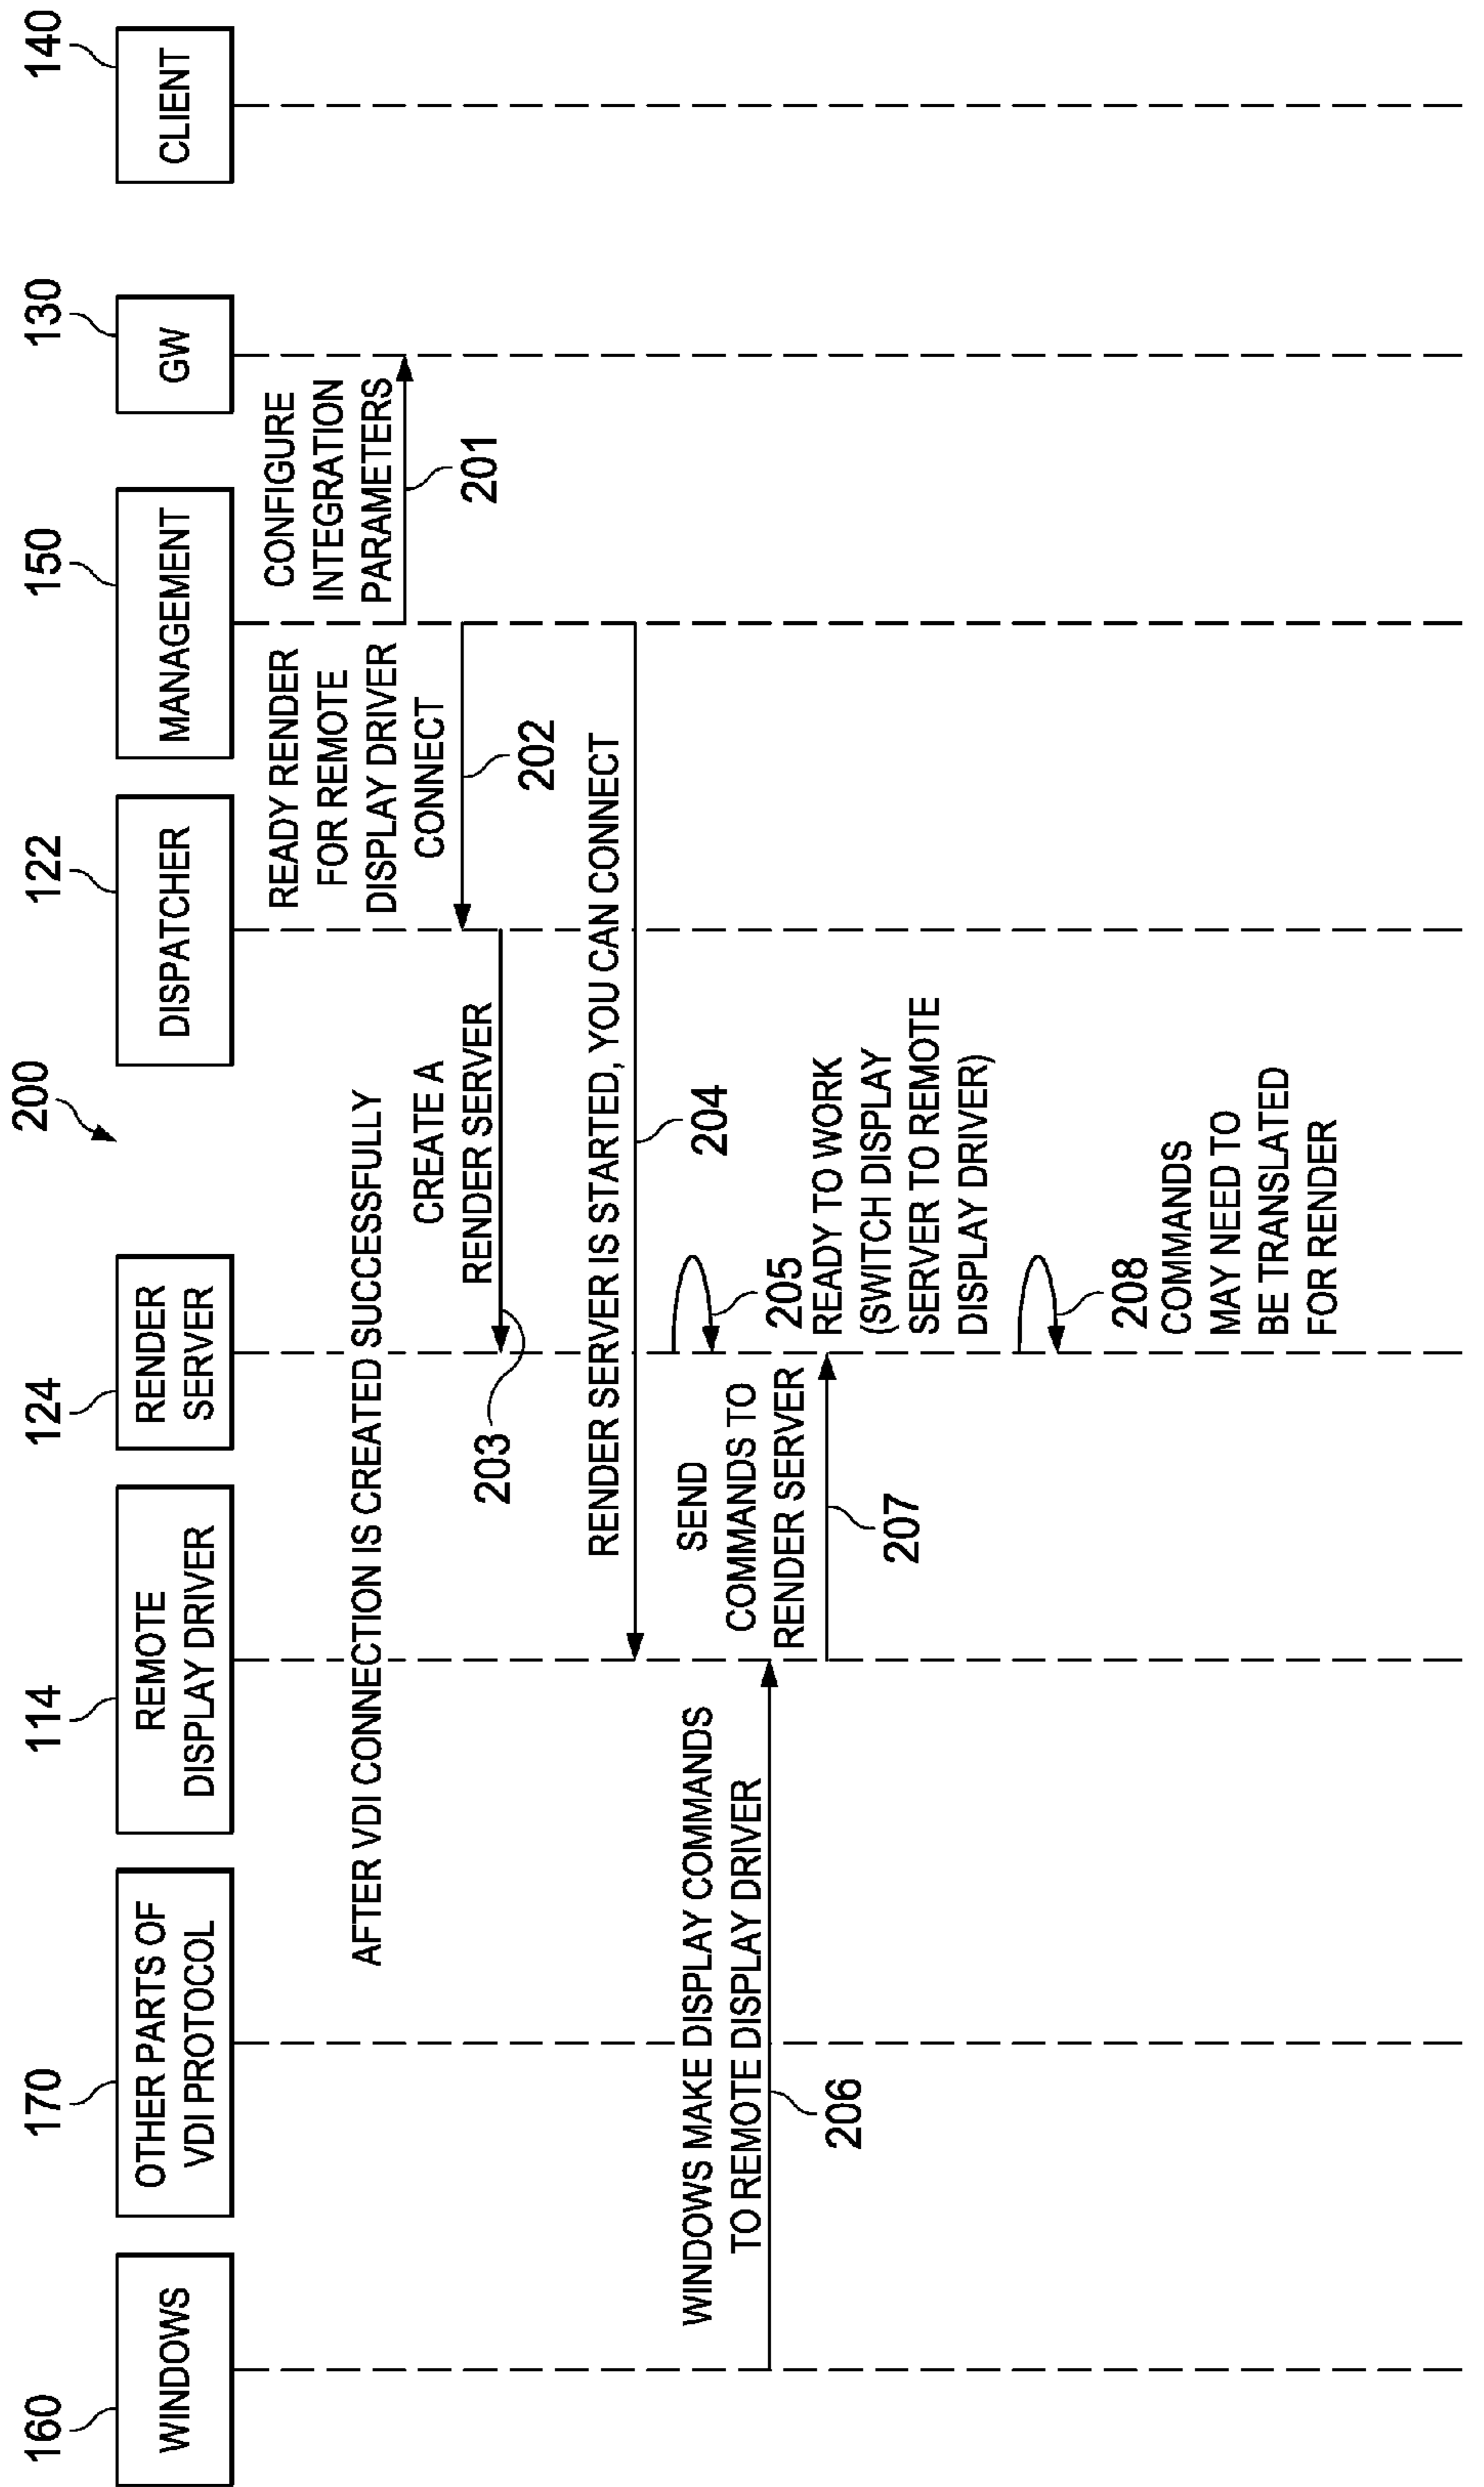 200
160
170
114
124
122
150
130
140
WINDOWS
OTHER PARTS OF
VDI PROTOCOL
REMOTE
DISPLAY DRIVER
RENDER
SERVER
DISPATCHER
MANAGEMENT
GW
CLIENT
CONFIGURE
INTEGRATION
PARAMETERS
201
READY RENDER
FOR REMOTE
DISPLAY DRIVER
CONNECT
202
AFTER VDI CONNECTION IS CREATED SUCCESSFULLY
CREATE A
RENDER SERVER
203
RENDER SERVER IS STARTED, YOU CAN CONNECT
204
205
READY TO WORK
(SWITCH DISPLAY
SERVER TO REMOTE
DISPLAY DRIVER)
WINDOWS MAKE DISPLAY COMMANDS
TO REMOTE DISPLAY DRIVER
206
SEND
COMMANDS TO
RENDER SERVER
207
208
COMMANDS
MAY NEED TO
BE TRANSLATED
FOR RENDER